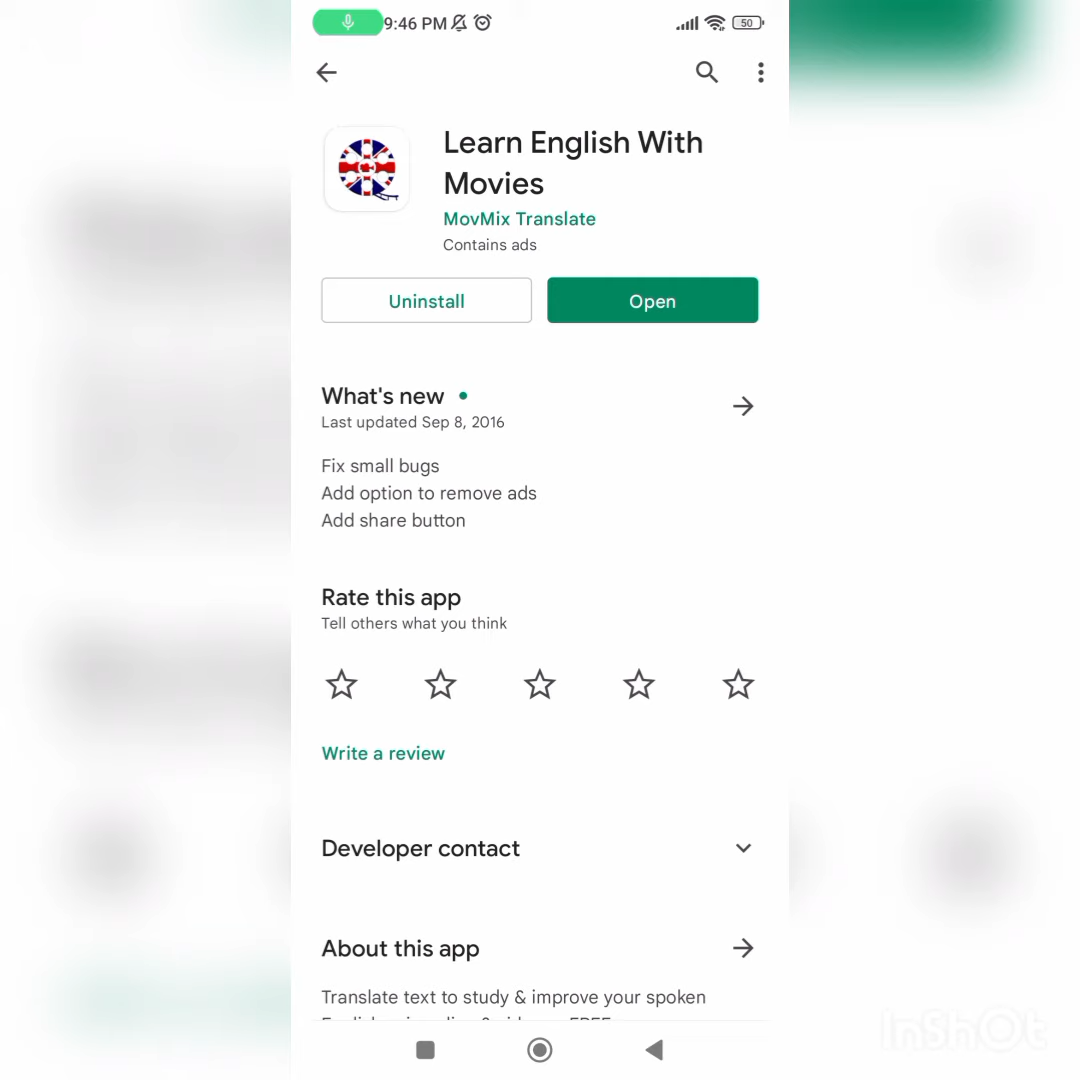 9:46 PM
50
Learn English With
Movies
MovMix Translate
Contains ads
Uninstall
Open
What's new
Last updated Sep 8, 2016
Fix small bugs
Add option to remove ads
Add share button
Rate this app
Tell others what you think
Write a review
Developer contact
About this app
Translate text to study & improve your spoken
InShOt